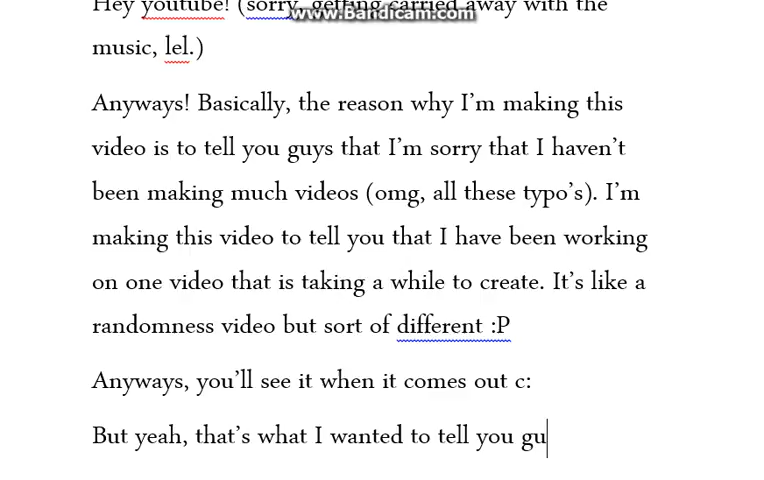 Hey youtube! (sorry, getting carried away with the
www.Bandicam.com
music, lel.)
Anyways! Basically, the reason why I’m making this
video is to tell you guys that I’m sorry that I haven’t
been making much videos (omg, all these typo’s). I’m
making this video to tell you that I have been working
on one video that is taking a while to create. It’s like a
randomness video but sort of different :P
Anyways, you’ll see it when it comes out c:
But yeah, that’s what I wanted to tell you gu